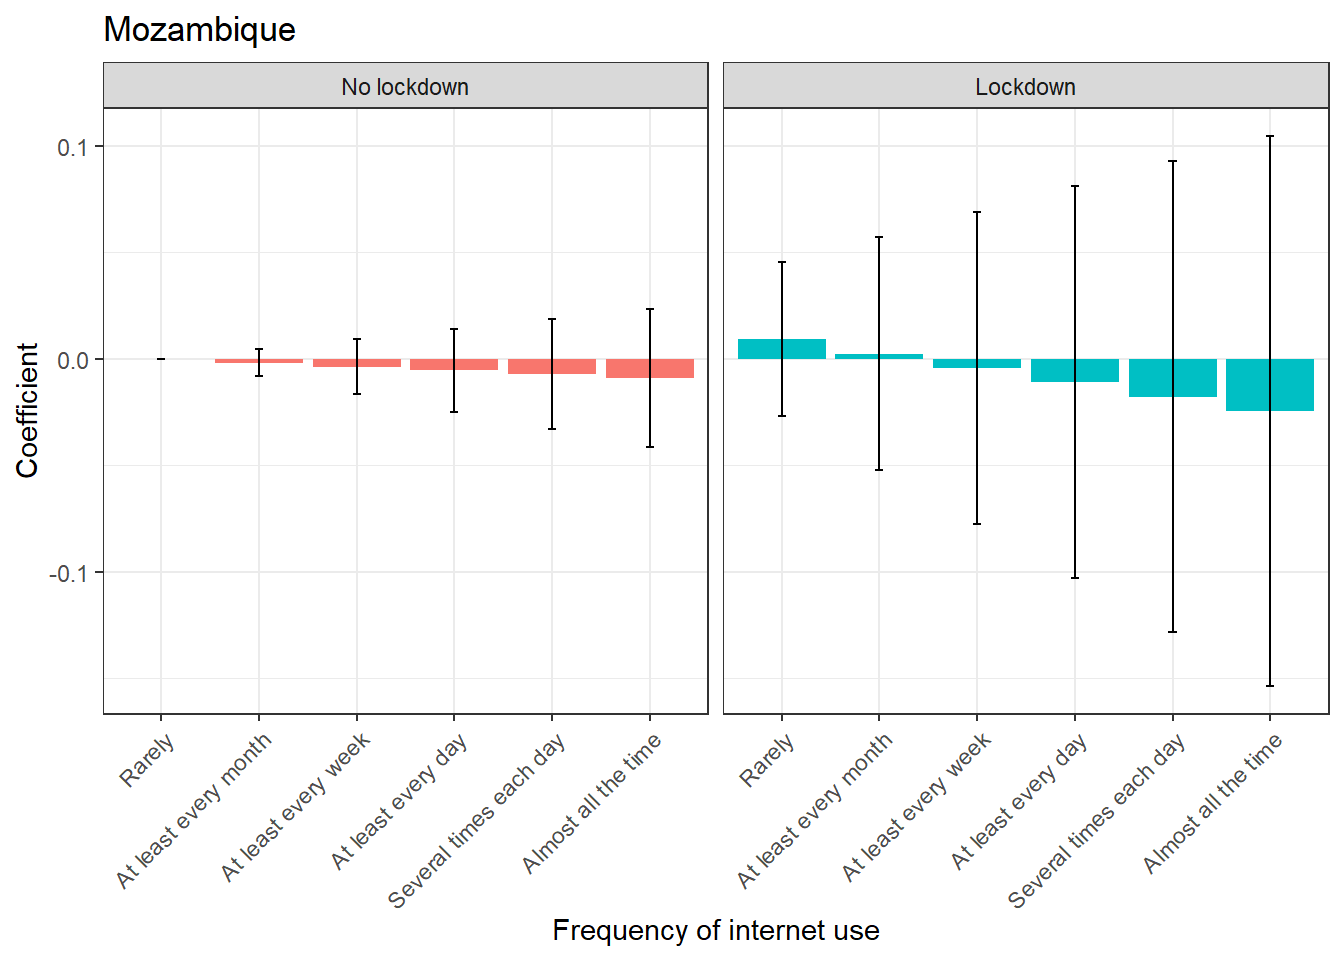 Mozambique
No lockdown
Lockdown
0.1
0.0
-0.1
Coefficient
Rarely
At least every month
At least every week
At least every day
Several times each day
Almost all the time
Rarely
At least every month
At least every week
At least every day
Several times each day
Almost all the time
Frequency of internet use